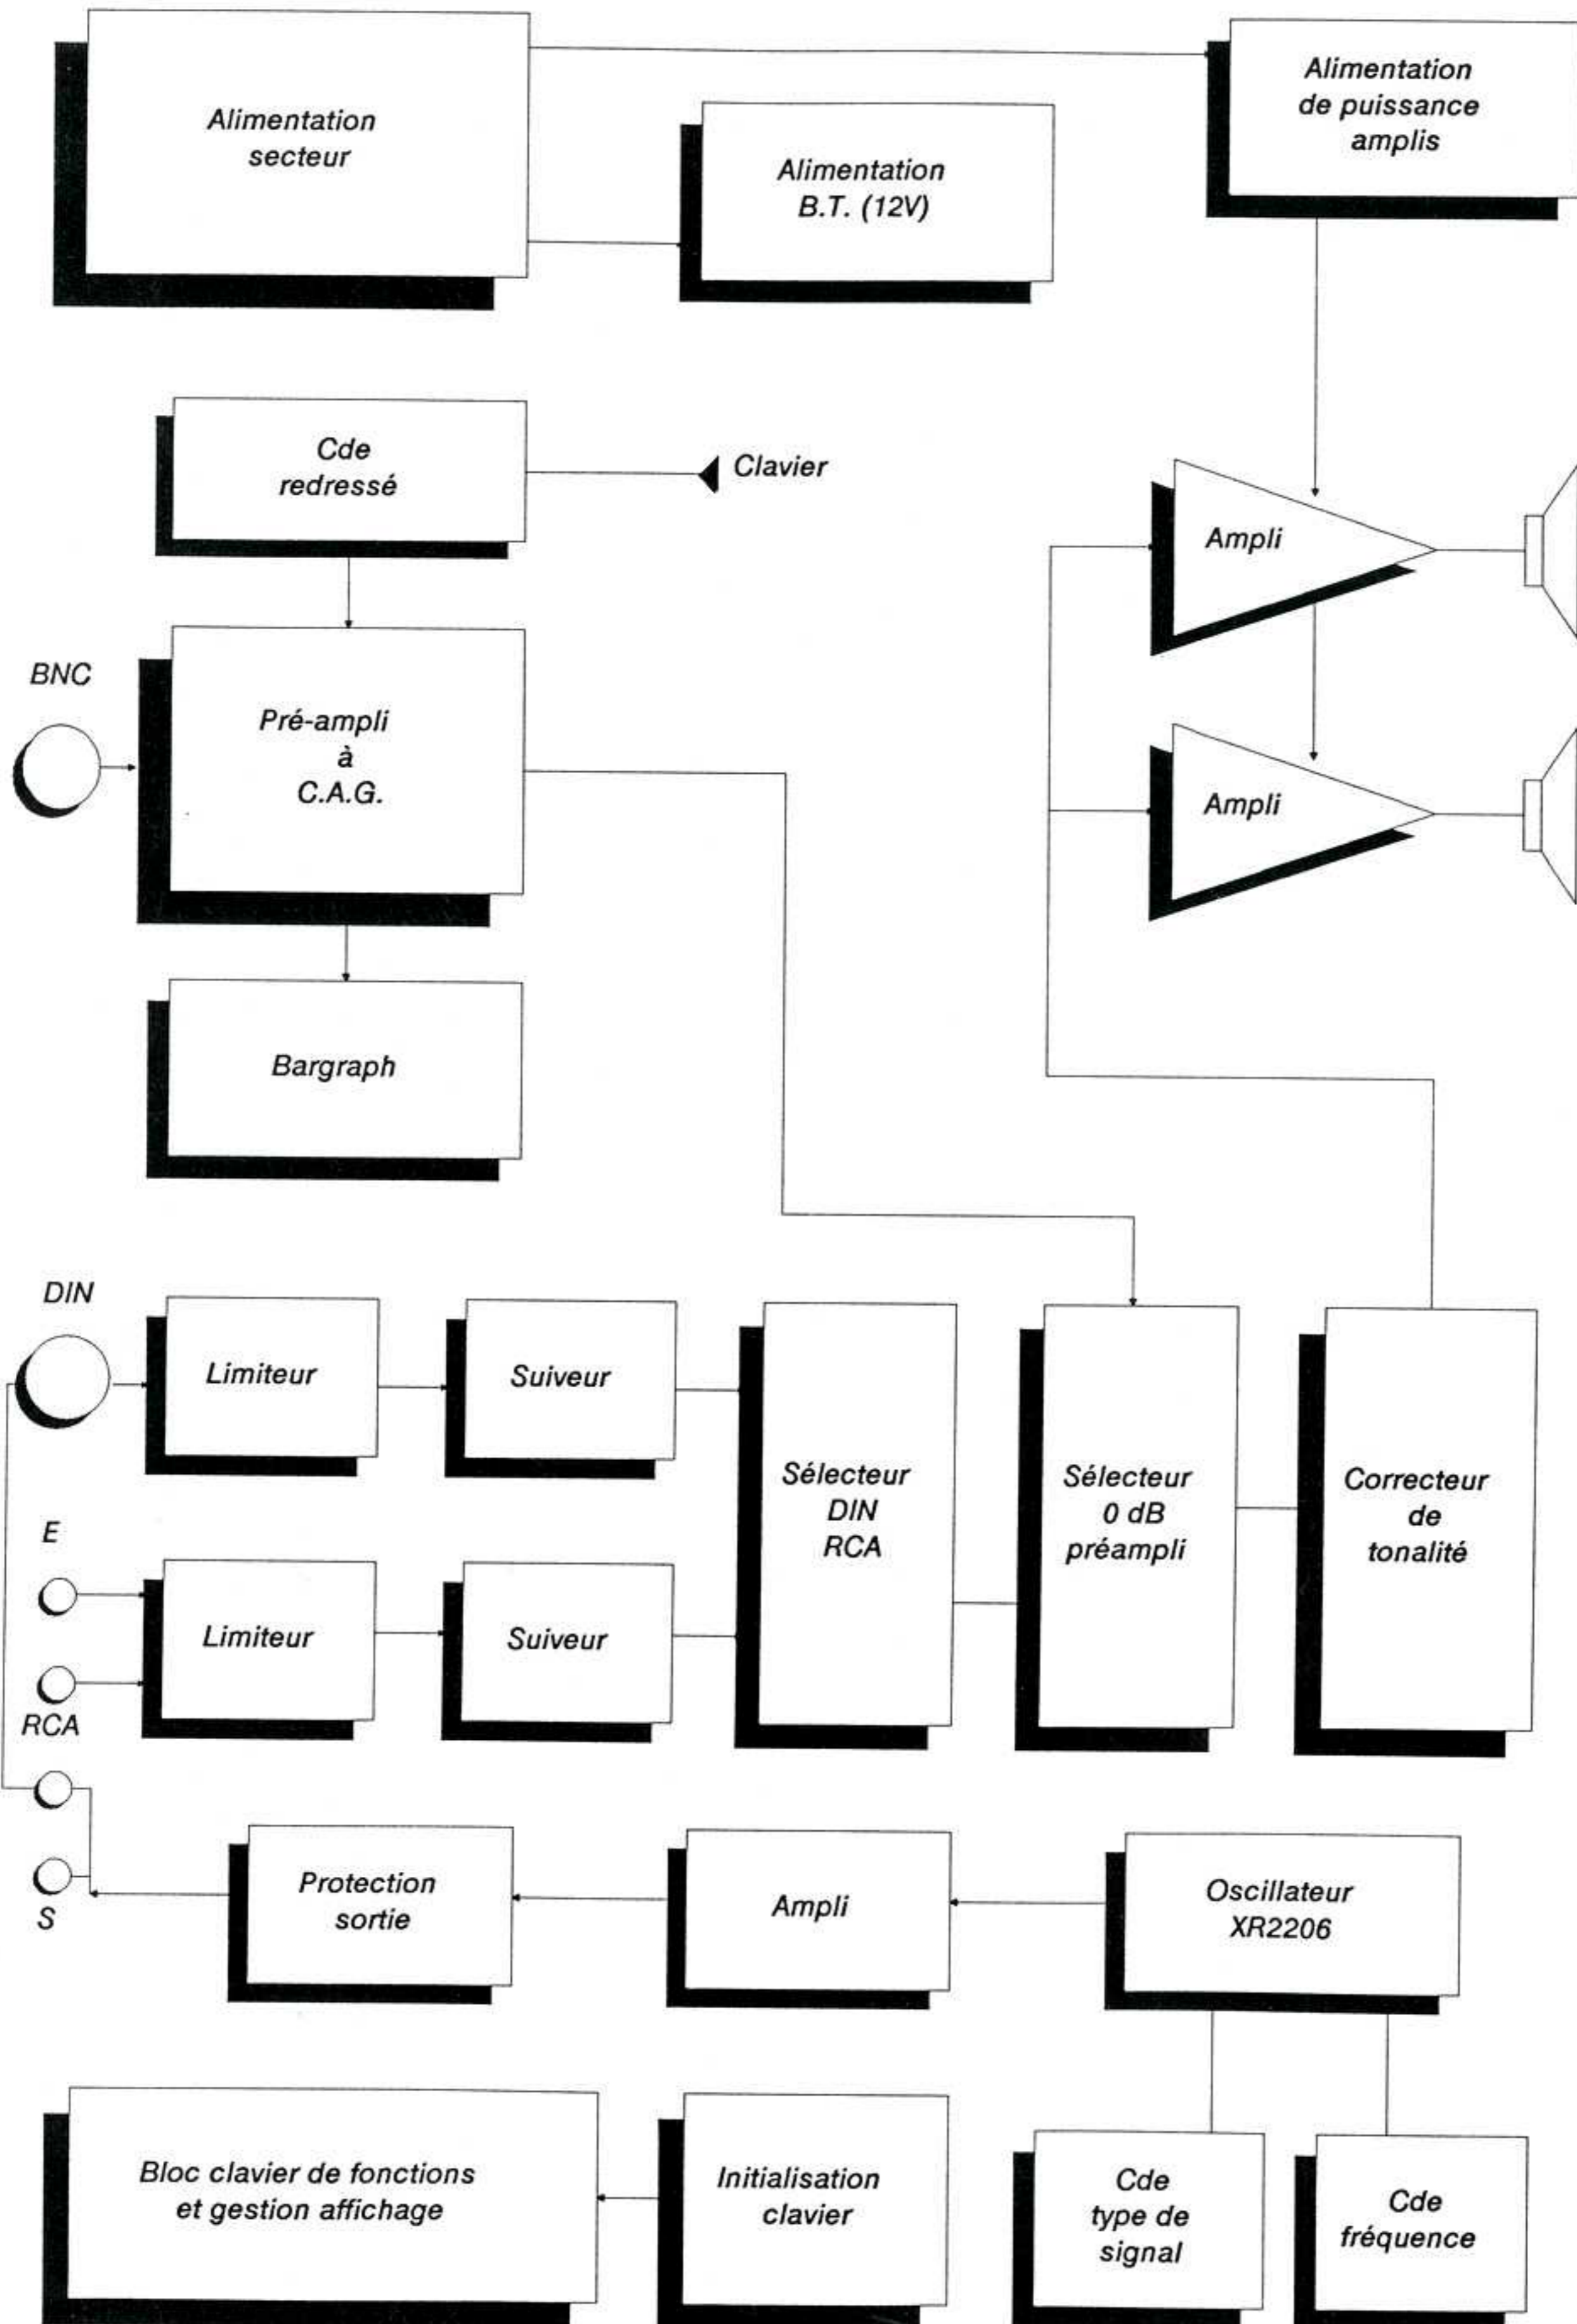 Alimentation
secteur
Alimentation
B.T. (12V)
Alimentation
de puissance
amplis
Cde
redressé
Clavier
Ampli
BNC
Pré-ampli
à
C.A.G.
Ampli
Bargraph
DIN
Limiteur
Suiveur
Sélecteur
DIN
RCA
Sélecteur
0 dB
préampli
Correcteur
de
tonalité
E
Limiteur
Suiveur
RCA
S
Protection
sortie
Ampli
Oscillateur
XR2206
Bloc clavier de fonctions
et gestion affichage
Initialisation
clavier
Cde
type de
signal
Cde
fréquence